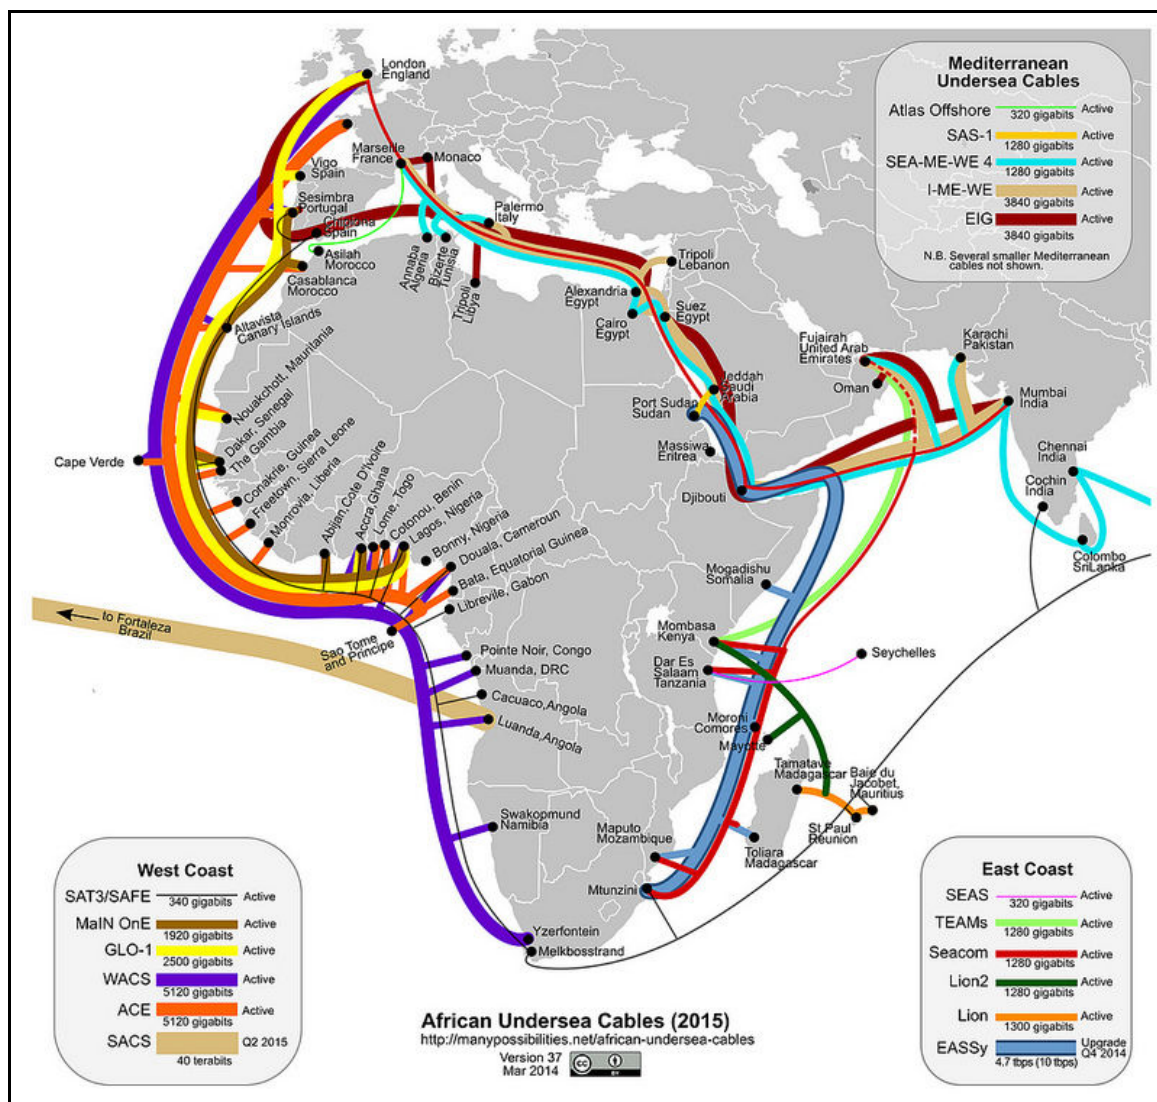 London
England
Vigo
Spain
Marseille
France
Monaco
Sesimbra
Portugal
Chipiona
Spain
Asilah
Morocco
Casablanca
Morocco
Annaba
Algeria
Bizerte
Tunisia
Palermo
Italy
Tripoli
Libya
Tripoli
Lebanon
Alexandria
Egypt
Cairo
Egypt
Suez
Egypt
Altavista
Canary Islands
Nouakchott, Mauritania
Dakar, Senegal
The Gambia
Cape Verde
Conakrie, Guinea
Freetown, Sierra Leone
Monrovia, Liberia
Abijan,Cote D'ivoire
Accra,Ghana
Lome, Togo
Cotonou, Benin
Lagos, Nigeria
Bonny, Nigeria
Douala, Cameroun
Bata, Equatorial Guinea
Libreville, Gabon
Sao Tome
and Principe
to Fortaleza
Brazil
Pointe Noir, Congo
Muanda, DRC
Cacuaco,Angola
Luanda,Angola
Swakopmund
Namibia
Yzerfontein
Melkbosstrand
Jeddah
Saudi
Arabia
Port Sudan
Sudan
Massiwa
Eritrea
Djibouti
Fujairah
United Arab
Emirates
Oman
Karachi
Pakistan
Mumbai
India
Chennai
India
Cochin
India
Colombo
SriLanka
Mogadishu
Somalia
Mombasa
Kenya
Dar Es
Salaam
Tanzania
Seychelles
Moroni
Comores
Mayotte
Tamatave
Madagascar
Baie du
Jacobet,
Mauritius
St Paul
Reunion
Toliara
Madagascar
Maputo
Mozambique
Mtunzini
Mediterranean
Undersea Cables
Atlas Offshore 320 gigabits Active
SAS-1 1280 gigabits Active
SEA-ME-WE 4 1280 gigabits Active
I-ME-WE 3840 gigabits Active
EIG 3840 gigabits Active
N.B. Several smaller Mediterranean
cables not shown.
West Coast
SAT3/SAFE 340 gigabits Active
MaIN OnE 1920 gigabits Active
GLO-1 2500 gigabits Active
WACS 5120 gigabits Active
ACE 5120 gigabits Active
SACS 40 terabits Q2 2015
East Coast
SEAS 320 gigabits Active
TEAMs 1280 gigabits Active
Seacom 1280 gigabits Active
Lion2 1280 gigabits Active
Lion 1300 gigabits Active
EASSy 4.7 tbps (10 tbps) Upgrade Q4 2014
African Undersea Cables (2015)
http://manypossibilities.net/african-undersea-cables
Version 37
Mar 2014
cc
BY